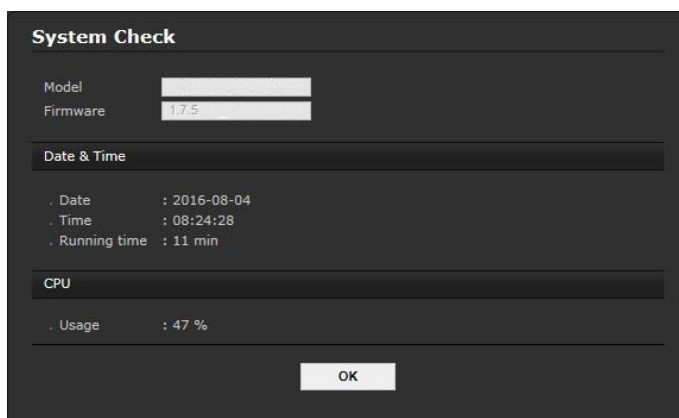 System Check
Model
Firmware 1.7.5
Date & Time
. Date : 2016-08-04
. Time : 08:24:28
. Running time : 11 min
CPU
. Usage : 47 %
OK